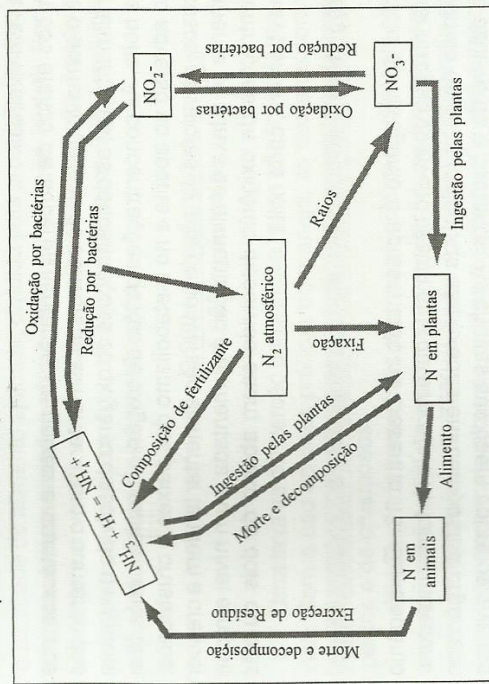 Oxidação por bactérias
Redução por bactérias
NO₂-
Redução por bactérias
Oxidação por bactérias
NO₃-
Ingestão pelas plantas
Raios
N₂ atmosférico
Fixação
Composição de fertilizante
NH₃ + H⁺ = NH₄+
Ingestão pelas plantas
Morte e decomposição
N em plantas
Alimento
N em
animais
Excreção de Resíduo
Morte e decomposição